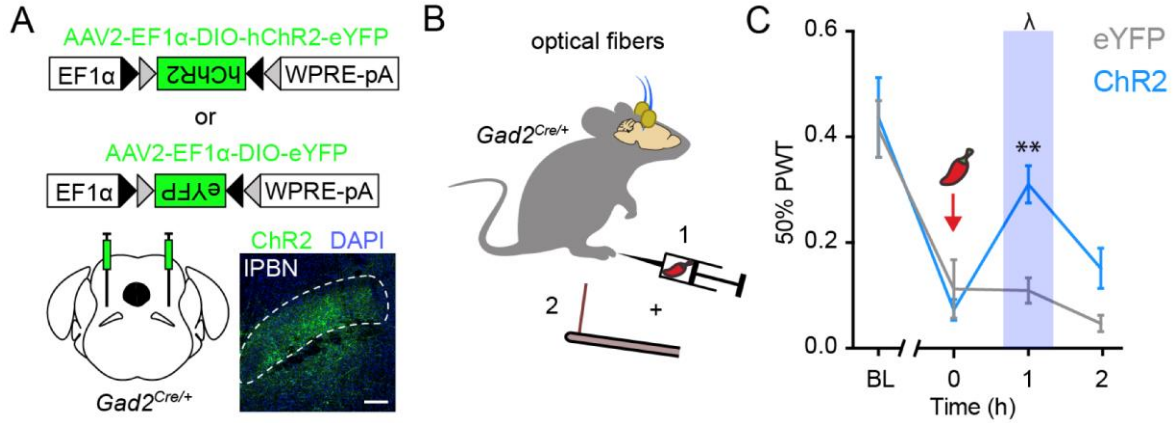 A
AAV2-EF1α-DIO-hChR2-eYFP
EF1α hChR2 WPRE-pA
or
AAV2-EF1α-DIO-eYFP
EF1α eYFP WPRE-pA
ChR2 DAPI
lPBN
Gad2Cre/+
B
optical fibers
Gad2Cre/+
1
+
2
C
eYFP
ChR2
λ
**
50% PWT
0.6
0.4
0.2
0.0
BL 0 1 2
Time (h)